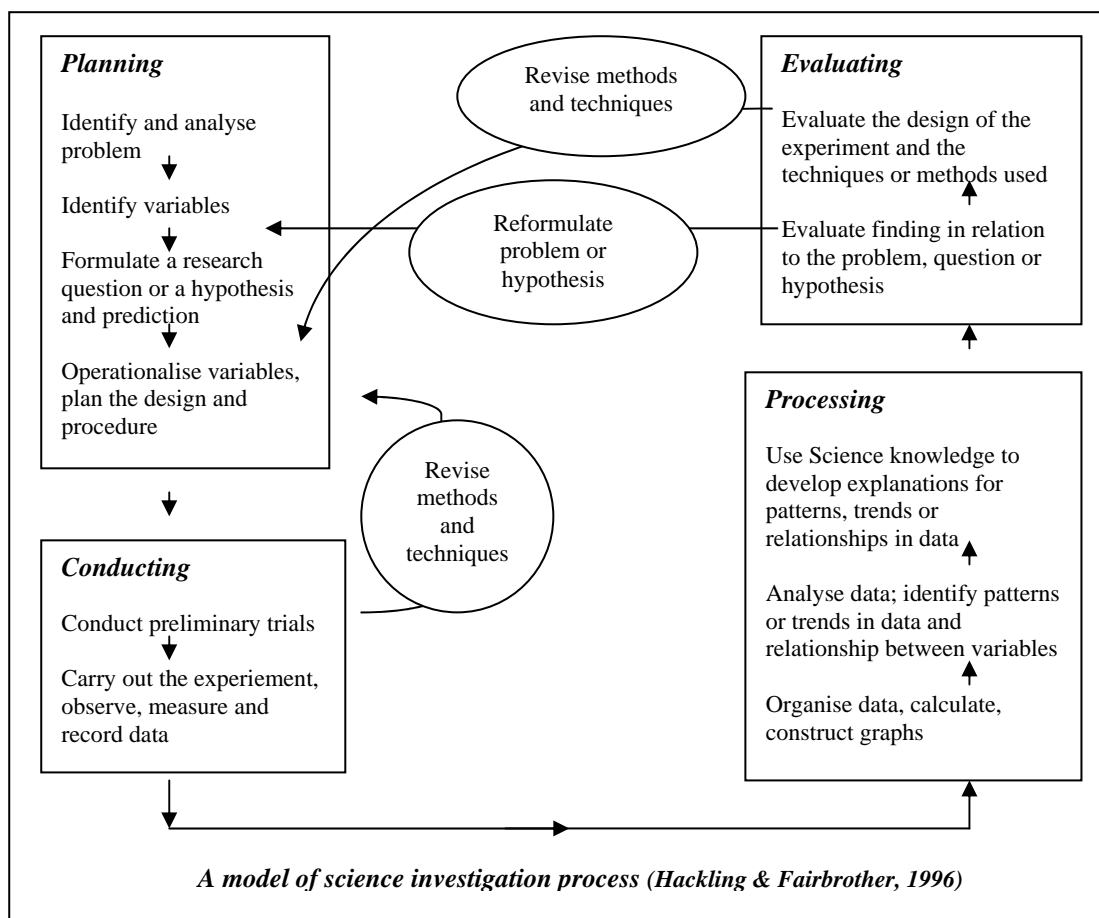 Planning
Identify and analyse
problem
Identify variables
Formulate a research
question or a hypothesis
and prediction
Operationalise variables,
plan the design and
procedure
Revise methods
and techniques
Reformulate
problem or
hypothesis
Evaluating
Evaluate the design of the
experiment and the
techniques or methods used
Evaluate finding in relation
to the problem, question or
hypothesis
Revise
methods
and
techniques
Conducting
Conduct preliminary trials
Carry out the experiement,
observe, measure and
record data
Processing
Use Science knowledge to
develop explanations for
patterns, trends or
relationships in data
Analyse data; identify patterns
or trends in data and
relationship between variables
Organise data, calculate,
construct graphs
A model of science investigation process (Hackling & Fairbrother, 1996)